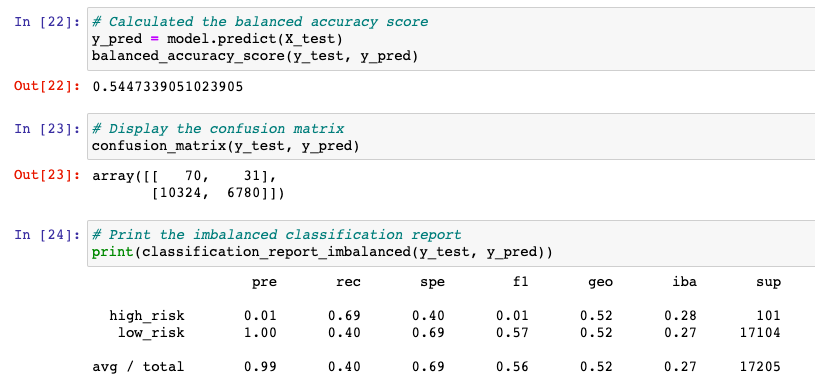 In [22]: # Calculated the balanced accuracy score
y_pred = model.predict(X_test)
balanced_accuracy_score(y_test, y_pred)
Out[22]: 0.5447339051023905
In [23]: # Display the confusion matrix
confusion_matrix(y_test, y_pred)
Out[23]: array([[   70,    31],
       [10324,  6780]])
In [24]: # Print the imbalanced classification report
print(classification_report_imbalanced(y_test, y_pred))
pre rec spe f1 geo iba sup
high_risk 0.01 0.69 0.40 0.01 0.52 0.28 101
low_risk 1.00 0.40 0.69 0.57 0.52 0.27 17104
avg / total 0.99 0.40 0.69 0.56 0.52 0.27 17205